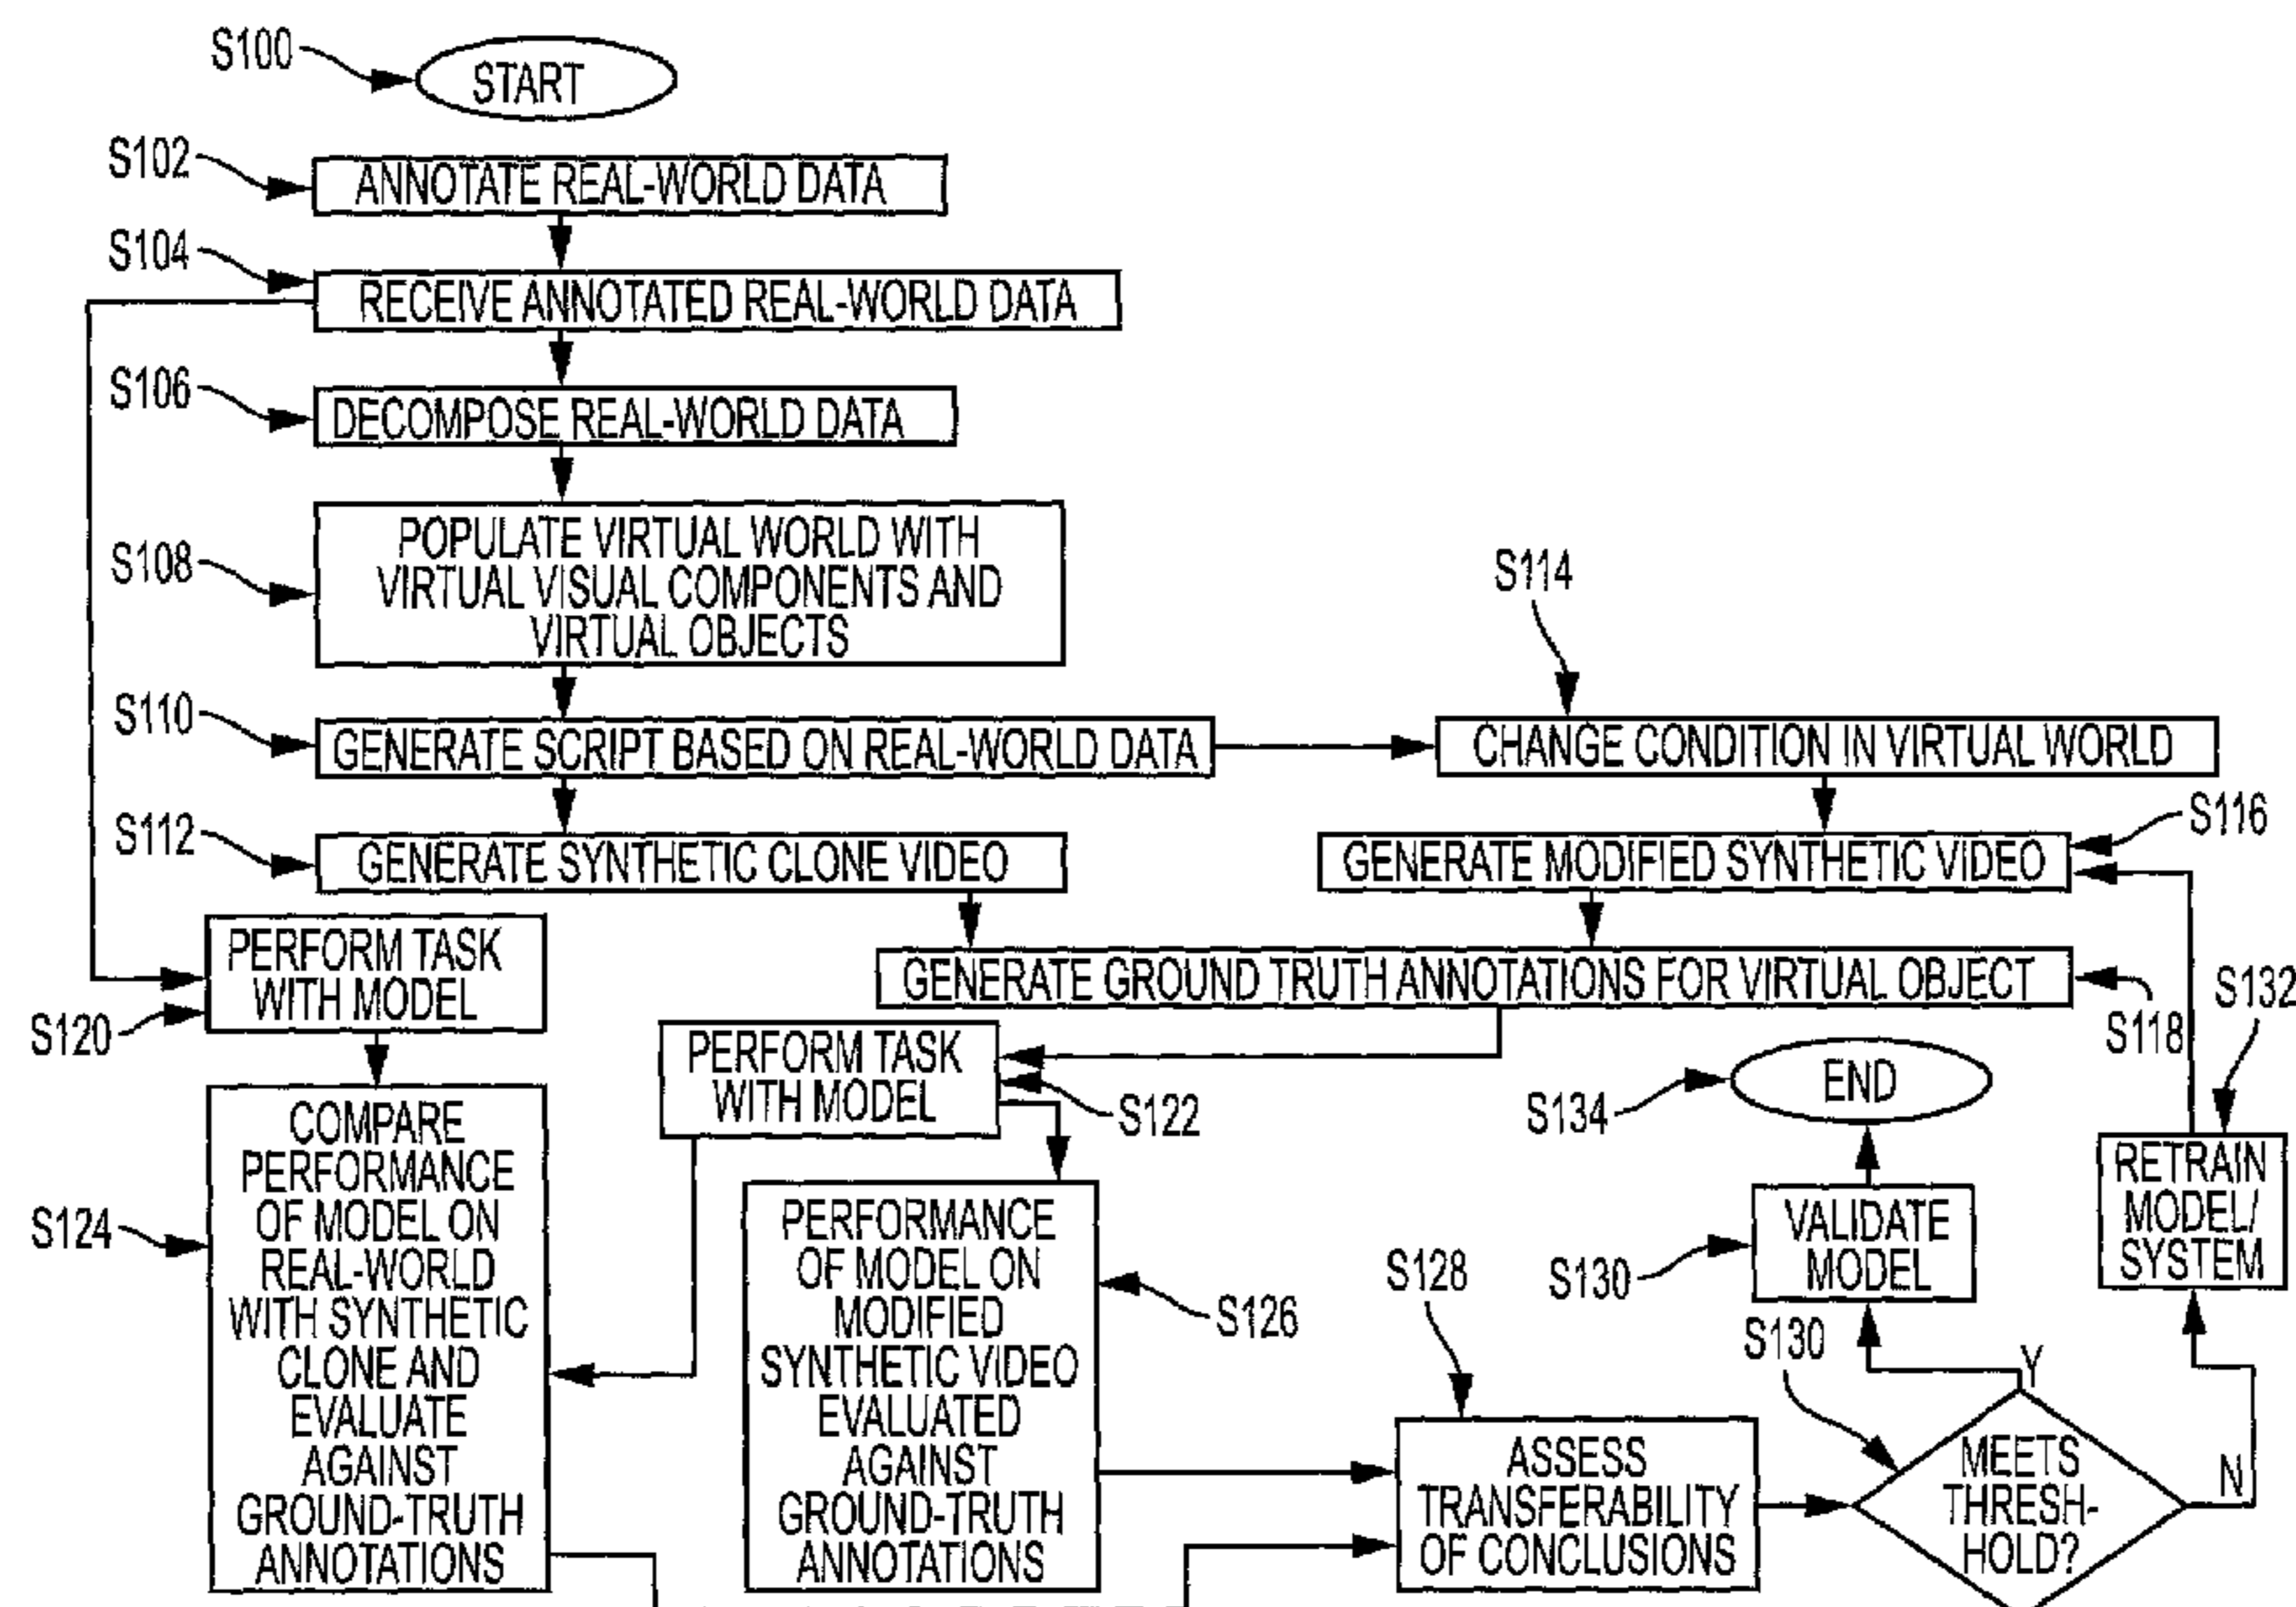 S100
START
S102
ANNOTATE REAL-WORLD DATA
S104
RECEIVE ANNOTATED REAL-WORLD DATA
S106
DECOMPOSE REAL-WORLD DATA
S108
POPULATE VIRTUAL WORLD WITH
VIRTUAL VISUAL COMPONENTS AND
VIRTUAL OBJECTS
S110
GENERATE SCRIPT BASED ON REAL-WORLD DATA
S114
CHANGE CONDITION IN VIRTUAL WORLD
S112
GENERATE SYNTHETIC CLONE VIDEO
S116
GENERATE MODIFIED SYNTHETIC VIDEO
GENERATE GROUND TRUTH ANNOTATIONS FOR VIRTUAL OBJECT
S118
PERFORM TASK
WITH MODEL
S120
PERFORM TASK
WITH MODEL
S122
S124
COMPARE
PERFORMANCE
OF MODEL ON
REAL-WORLD
WITH SYNTHETIC
CLONE AND
EVALUATE
AGAINST
GROUND-TRUTH
ANNOTATIONS
PERFORMANCE
OF MODEL ON
MODIFIED
SYNTHETIC VIDEO
EVALUATED
AGAINST
GROUND-TRUTH
ANNOTATIONS
S126
S128
ASSESS
TRANSFERABILITY
OF CONCLUSIONS
S130
MEETS
THRESH-
HOLD?
Y
N
S130
VALIDATE
MODEL
S134
END
S132
RETRAIN
MODEL/
SYSTEM